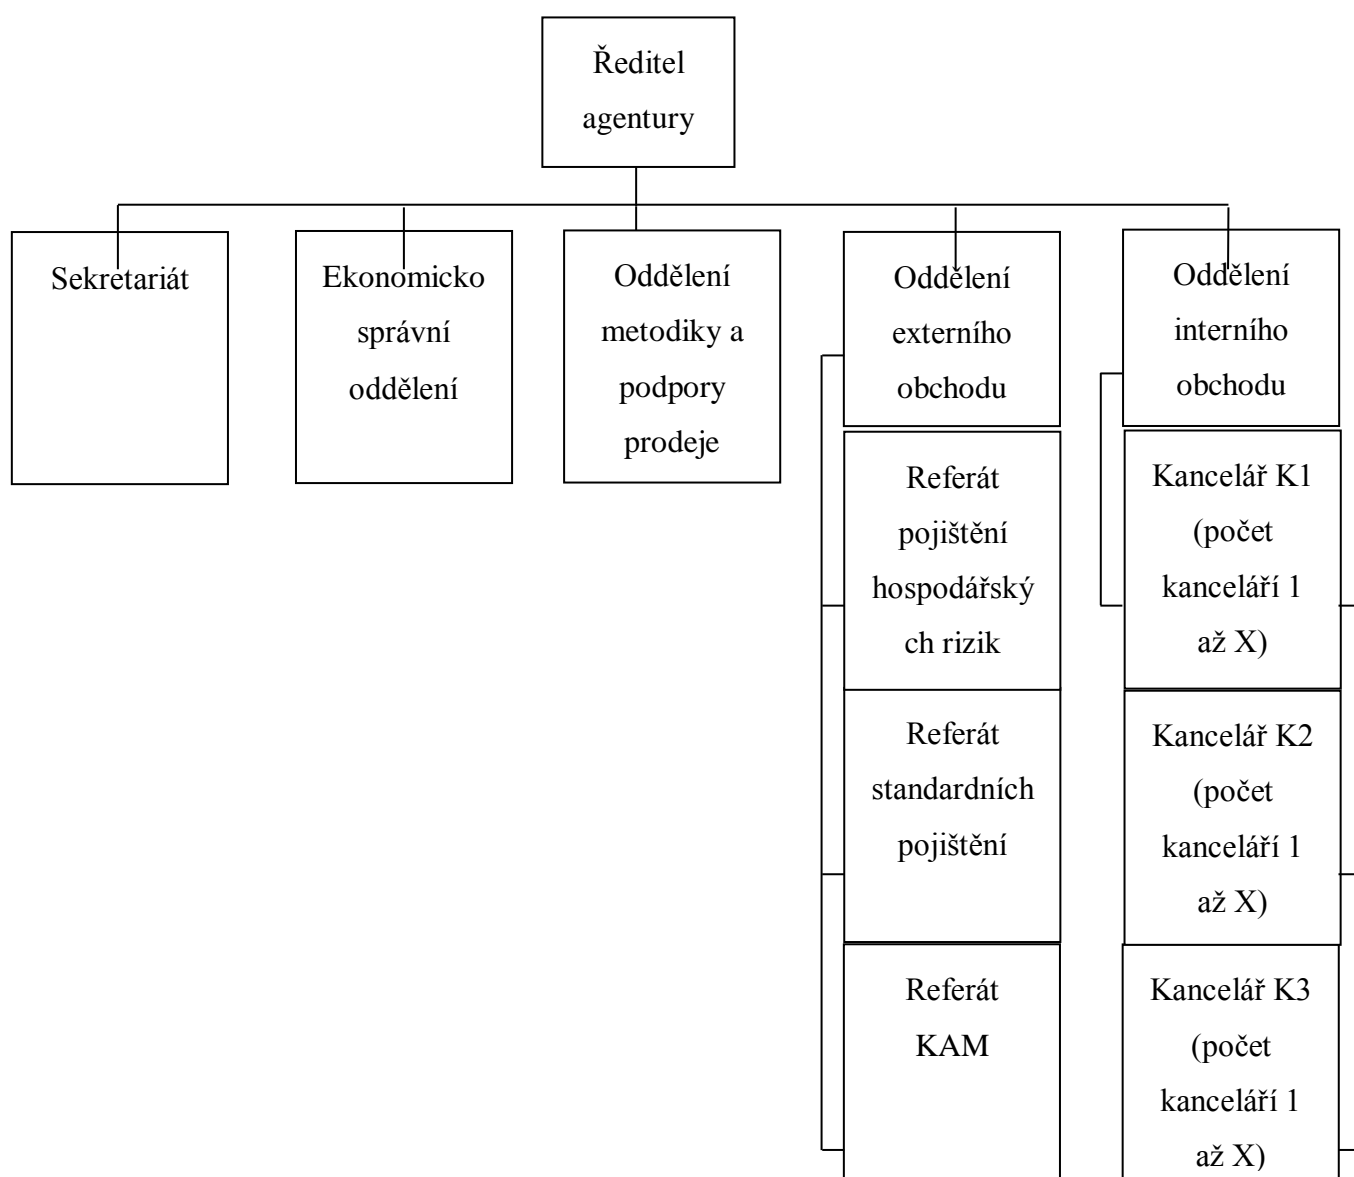 Ředitel
agentury
Sekretariát
Ekonomicko
správní
oddělení
Oddělení
metodiky a
podpory
prodeje
Oddělení
externího
obchodu
Oddělení
interního
obchodu
Referát
pojištění
hospodářský
ch rizik
Kancelář K1
(počet
kanceláří 1
až X)
Referát
standardních
pojištění
Kancelář K2
(počet
kanceláří 1
až X)
Referát
KAM
Kancelář K3
(počet
kanceláří 1
až X)